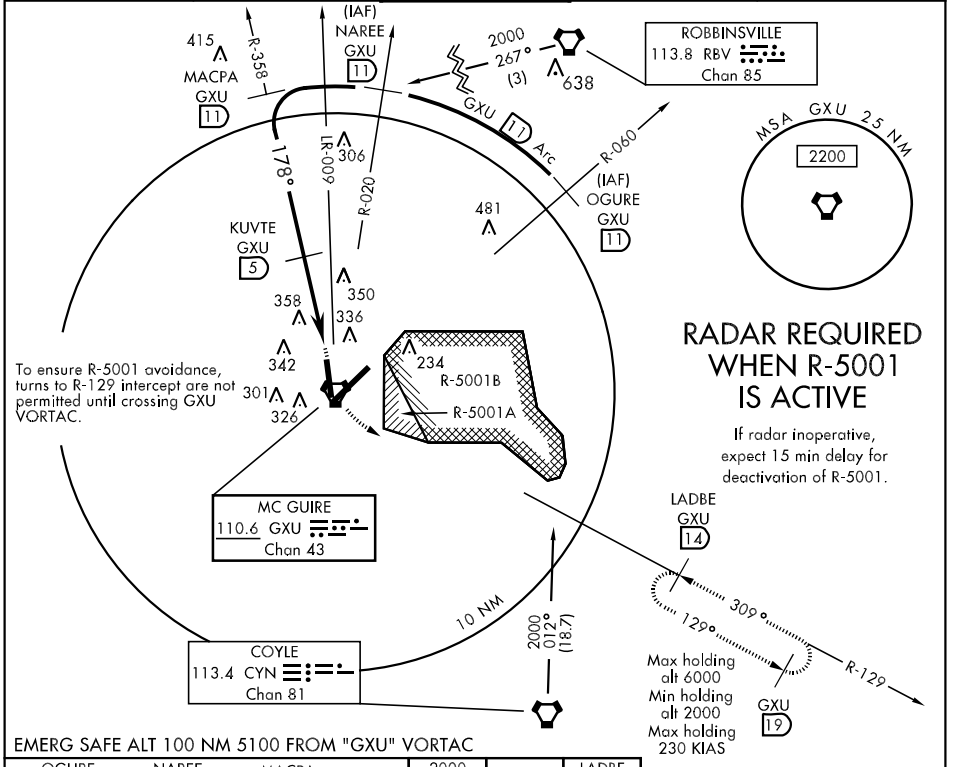 (IAF)
NAREE
GXU
11
415
R-358
MACPA
GXU
11
2000
267°
(3)
638
ROBBINSVILLE
113.8 RBV
Chan 85
GXU 11 Arc
MSA GXU 25 NM
2200
178°
LR-009
306
R-020
R-060
(IAF)
OGURE
GXU
11
481
KUVTE
GXU
5
350
358
336
342
301
326
234
R-5001B
R-5001A
To ensure R-5001 avoidance,
turns to R-129 intercept are not
permitted until crossing GXU
VORTAC.
RADAR REQUIRED
WHEN R-5001
IS ACTIVE
If radar inoperative,
expect 15 min delay for
deactivation of R-5001.
MC GUIRE
110.6 GXU
Chan 43
LADBE
GXU
14
309°
129°
R-129
10 NM
2000
012°
(18.7)
COYLE
113.4 CYN
Chan 81
Max holding
alt 6000
Min holding
alt 2000
Max holding
230 KIAS
GXU
19
EMERG SAFE ALT 100 NM 5100 FROM "GXU" VORTAC
OGURE NAREE MACPA 2000 LADBE